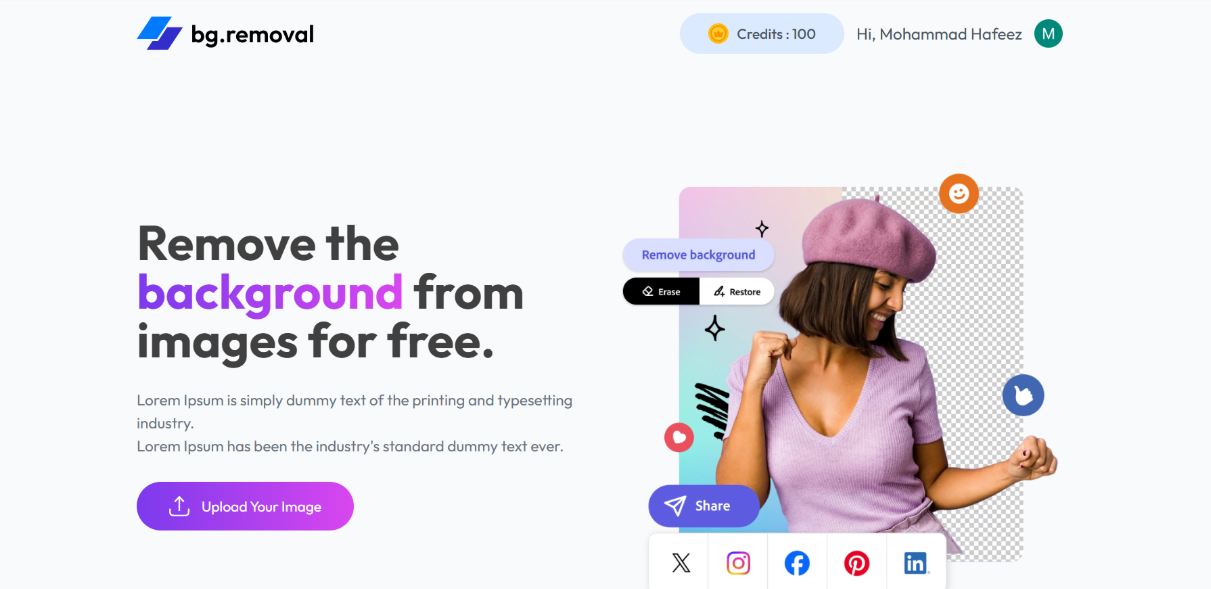 bg.removal
Credits : 100
Hi, Mohammad Hafeez
M
Remove the
background from
images for free.
Lorem Ipsum is simply dummy text of the printing and typesetting
industry.
Lorem Ipsum has been the industry's standard dummy text ever.
Upload Your Image
Remove background
Erase
Restore
Share
in